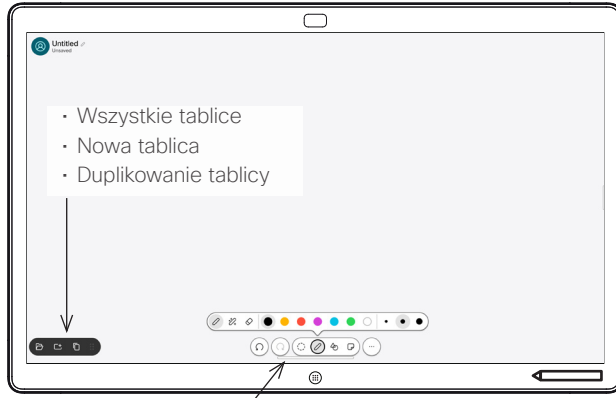 Untitled
Unsaved
· Wszystkie tablice
· Nowa tablica
· Duplikowanie tablicy